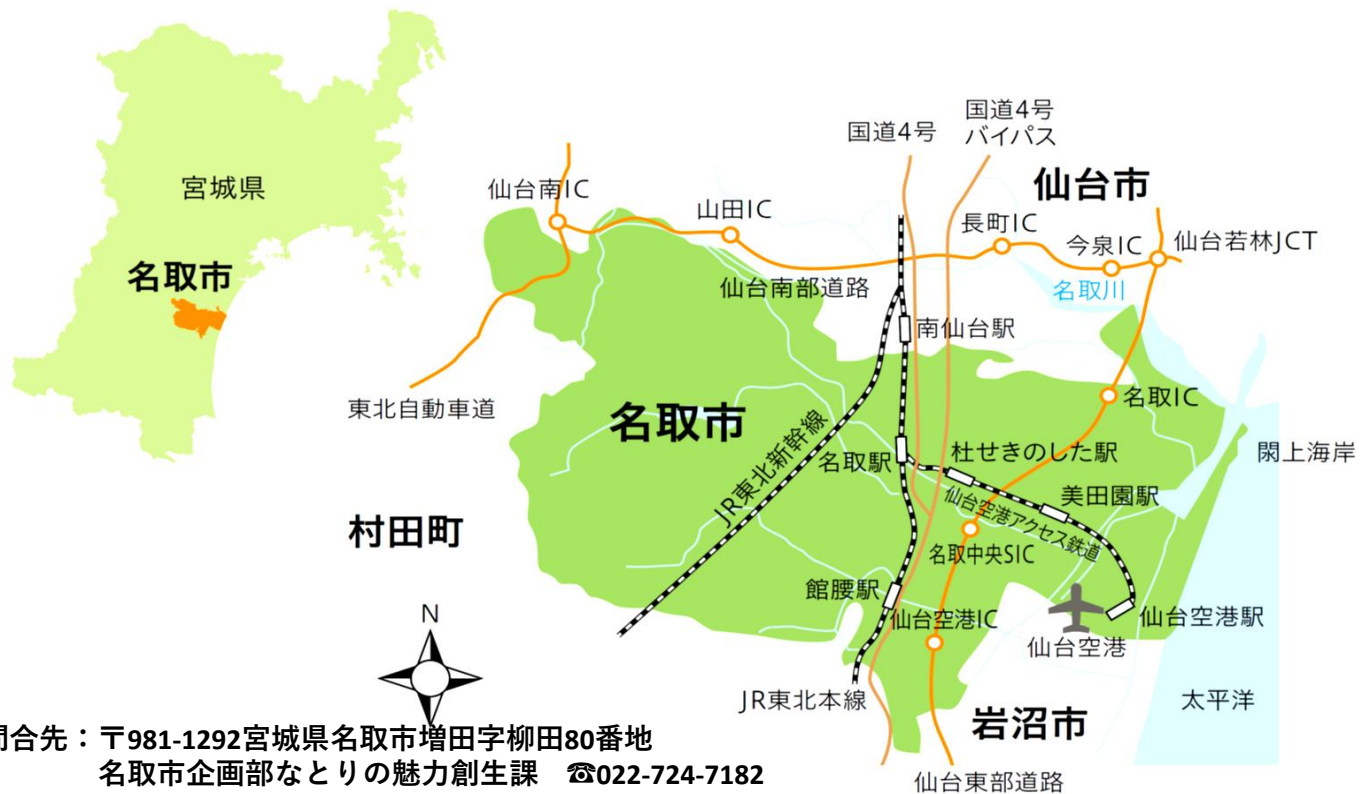 宮城県
名取市
国道4号
国道4号
バイパス
仙台市
仙台南IC
山田IC
長町IC
今泉IC
仙台若林JCT
仙台南部道路
名取川
南仙台駅
東北自動車道
名取市
名取IC
JR東北新幹線
名取駅
杜せきのした駅
閖上海岸
美田園駅
仙台空港アクセス鉄道
村田町
名取中央SIC
館腰駅
仙台空港IC
仙台空港駅
仙台空港
N
JR東北本線
岩沼市
太平洋
仙台東部道路
問合先：〒981-1292宮城県名取市増田字柳田80番地
名取市企画部なとりの魅力創生課　☎022-724-7182